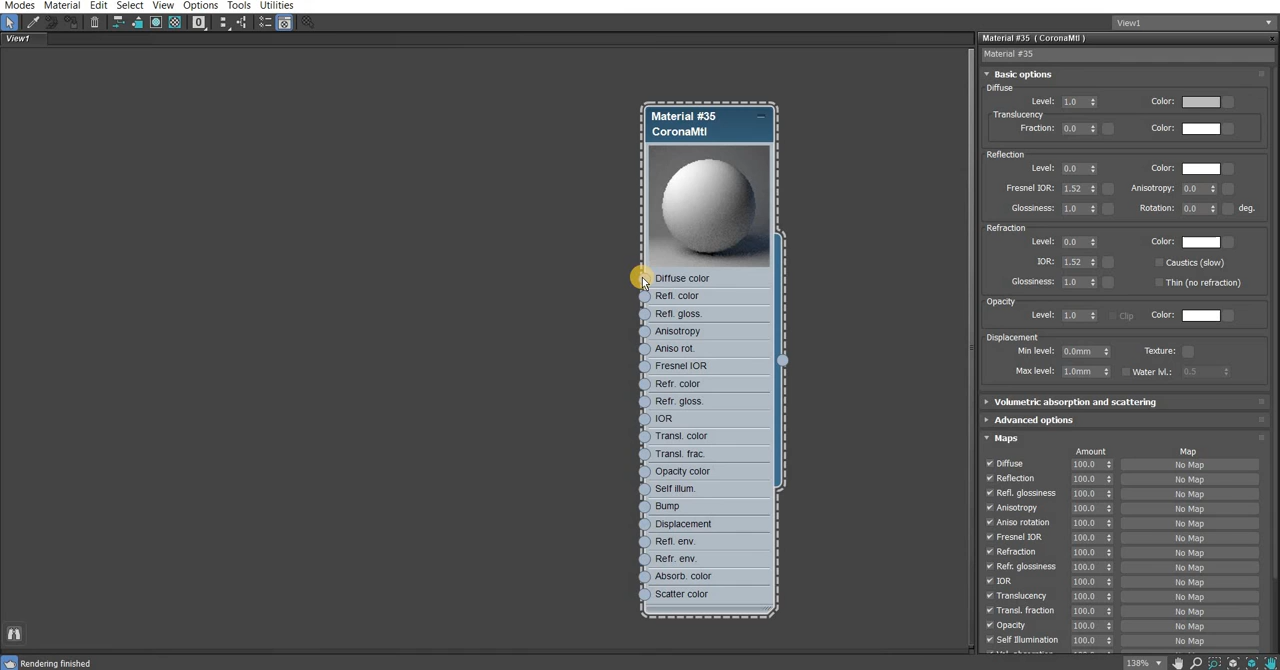 Modes Material Edit Select View Options Tools Utilities
0
View1
View1
Material #35 ( CoronaMtl )
Material #35
Material #35
CoronaMtl
Diffuse color
Refl. color
Refl. gloss.
Anisotropy
Aniso rot.
Fresnel IOR
Refr. color
Refr. gloss.
IOR
Transl. color
Transl. frac.
Opacity color
Self illum.
Bump
Displacement
Refl. env.
Refr. env.
Absorb. color
Scatter color
Basic options
Diffuse
Level: 1.0 Color:
Translucency
Fraction: 0.0 Color:
Reflection
Level: 0.0 Color:
Fresnel IOR: 1.52 Anisotropy: 0.0
Glossiness: 1.0 Rotation: 0.0 deg.
Refraction
Level: 0.0 Color:
IOR: 1.52 Caustics (slow)
Glossiness: 1.0 Thin (no refraction)
Opacity
Level: 1.0 Clip Color:
Displacement
Min level: 0.0mm Texture:
Max level: 1.0mm Water lvl.: 0.5
Volumetric absorption and scattering
Advanced options
Maps
Amount Map
Diffuse 100.0 No Map
Reflection 100.0 No Map
Refl. glossiness 100.0 No Map
Anisotropy 100.0 No Map
Aniso rotation 100.0 No Map
Fresnel IOR 100.0 No Map
Refraction 100.0 No Map
Refr. glossiness 100.0 No Map
IOR 100.0 No Map
Translucency 100.0 No Map
Transl. fraction 100.0 No Map
Opacity 100.0 No Map
Self Illumination 100.0 No Map
Rendering finished
138%